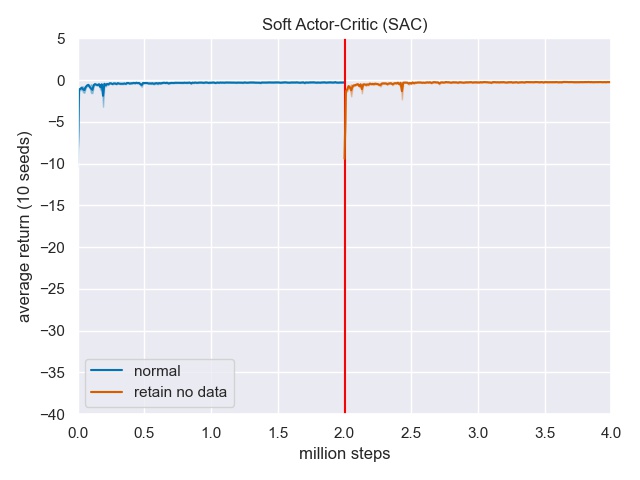 Soft Actor-Critic (SAC)
average return (10 seeds)
5
0
−5
−10
−15
−20
−25
−30
−35
−40
normal
retain no data
0.0 0.5 1.0 1.5 2.0 2.5 3.0 3.5 4.0
million steps